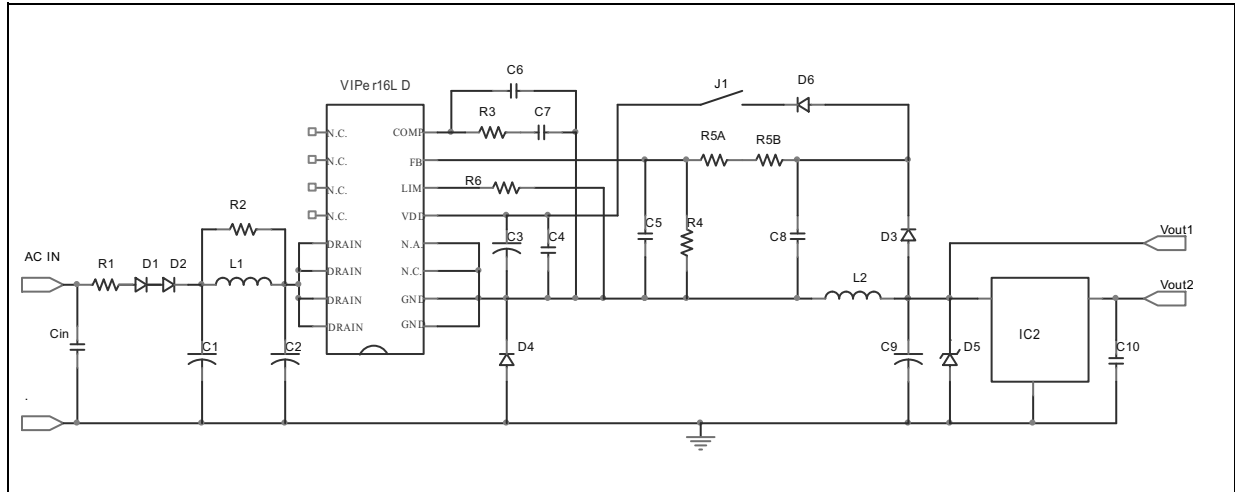 VIPer16L D
C6
J1
D6
N.C.
COMP
R3
C7
N.C.
FB
R5A
R5B
N.C.
LIM
R6
N.C.
VDD
R2
C3
C4
C5
R4
C8
D3
Vout1
DRAIN
N.A.
AC IN
R1
D1
D2
L1
DRAIN
N.C.
L2
Vout2
DRAIN
GND
Cin
DRAIN
GND
C1
C2
D4
C9
D5
IC2
C10
.